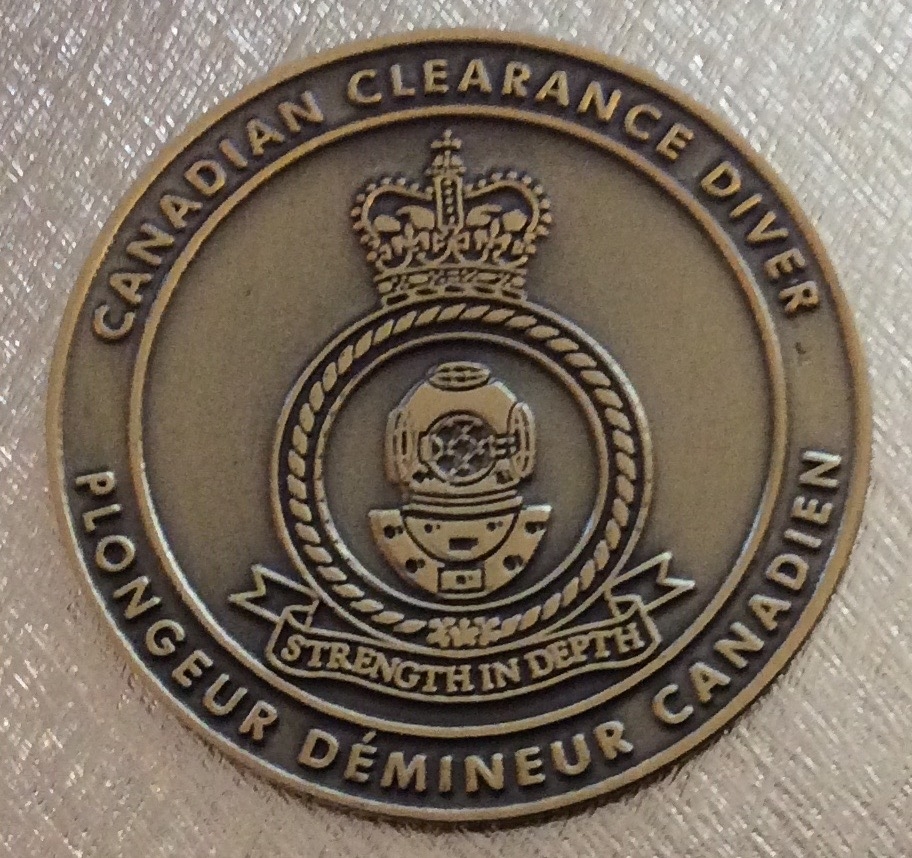 CANADIAN CLEARANCE DIVER
STRENGTH IN DEPTH
PLONGEUR DÉMINEUR CANADIEN